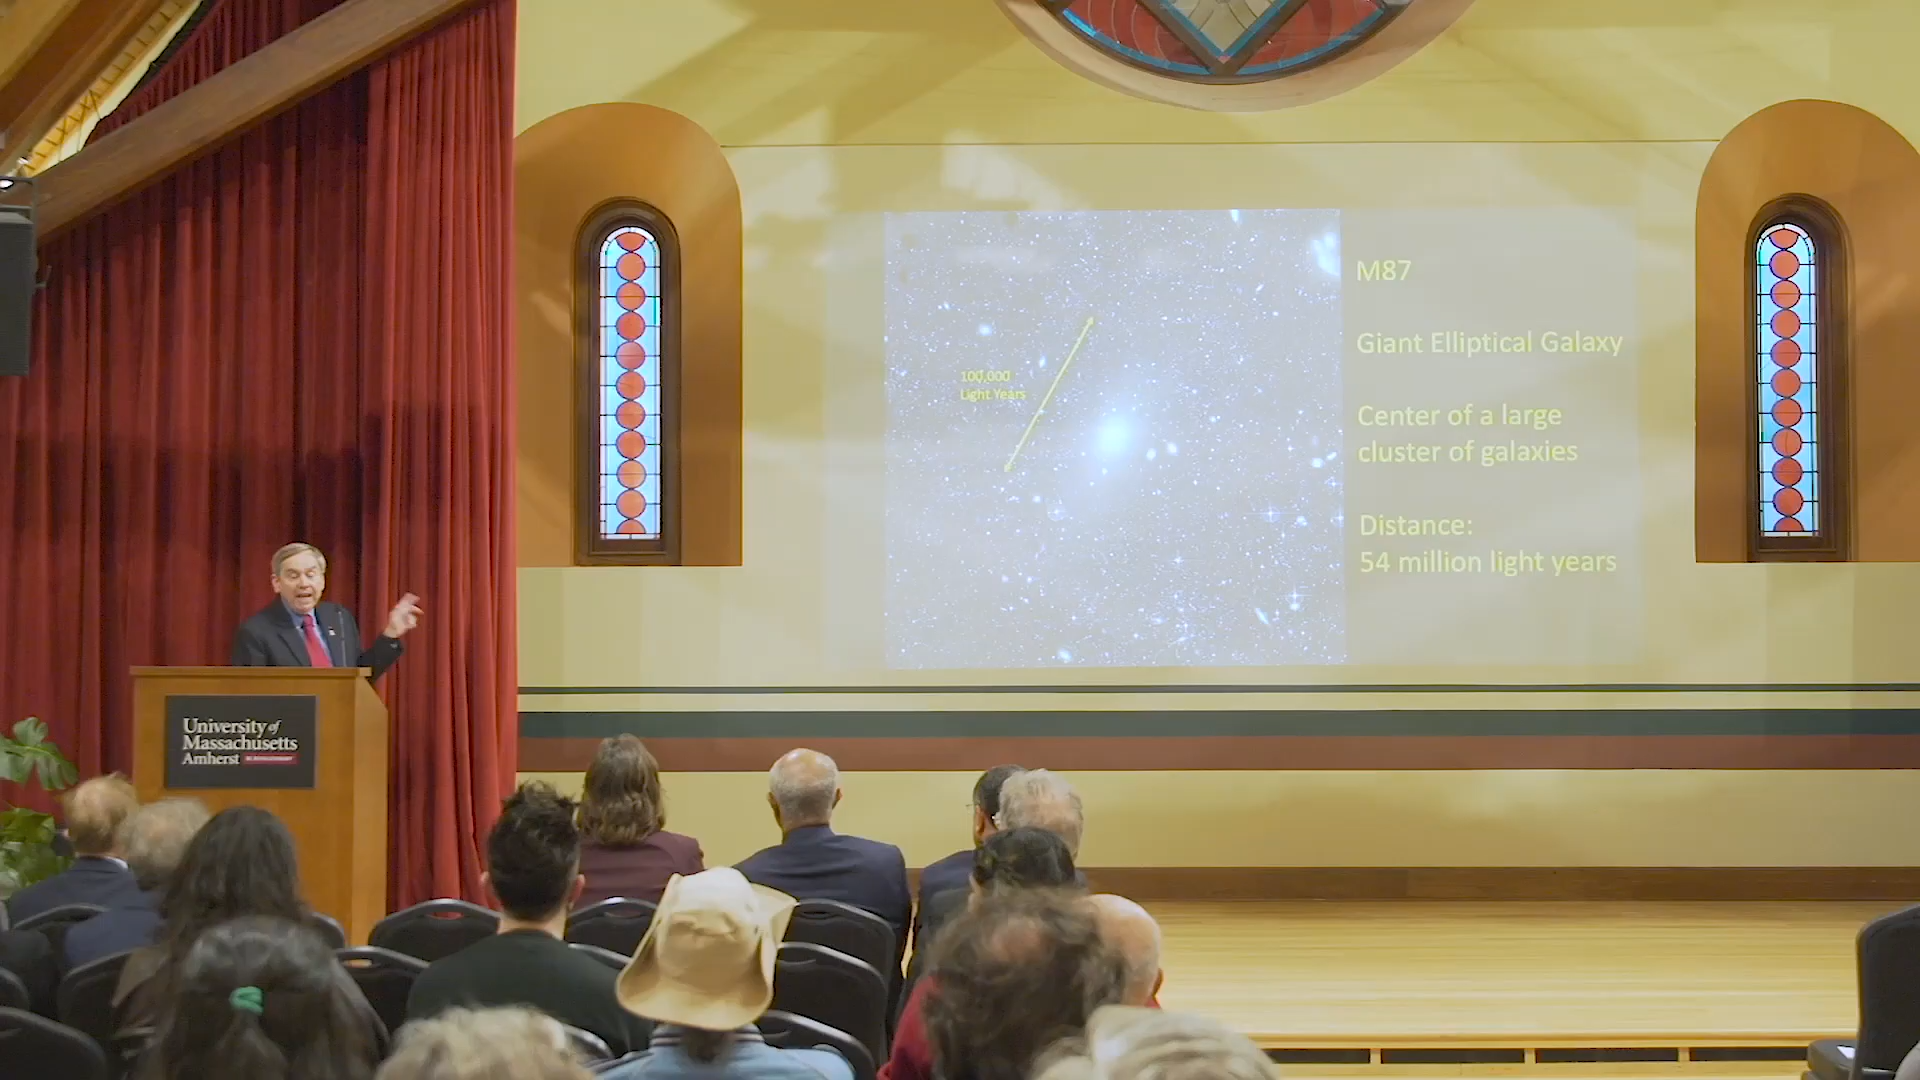 M87
Giant Elliptical Galaxy
100,000
Light Years
Center of a large
cluster of galaxies
Distance:
54 million light years
University of
Massachusetts
Amherst